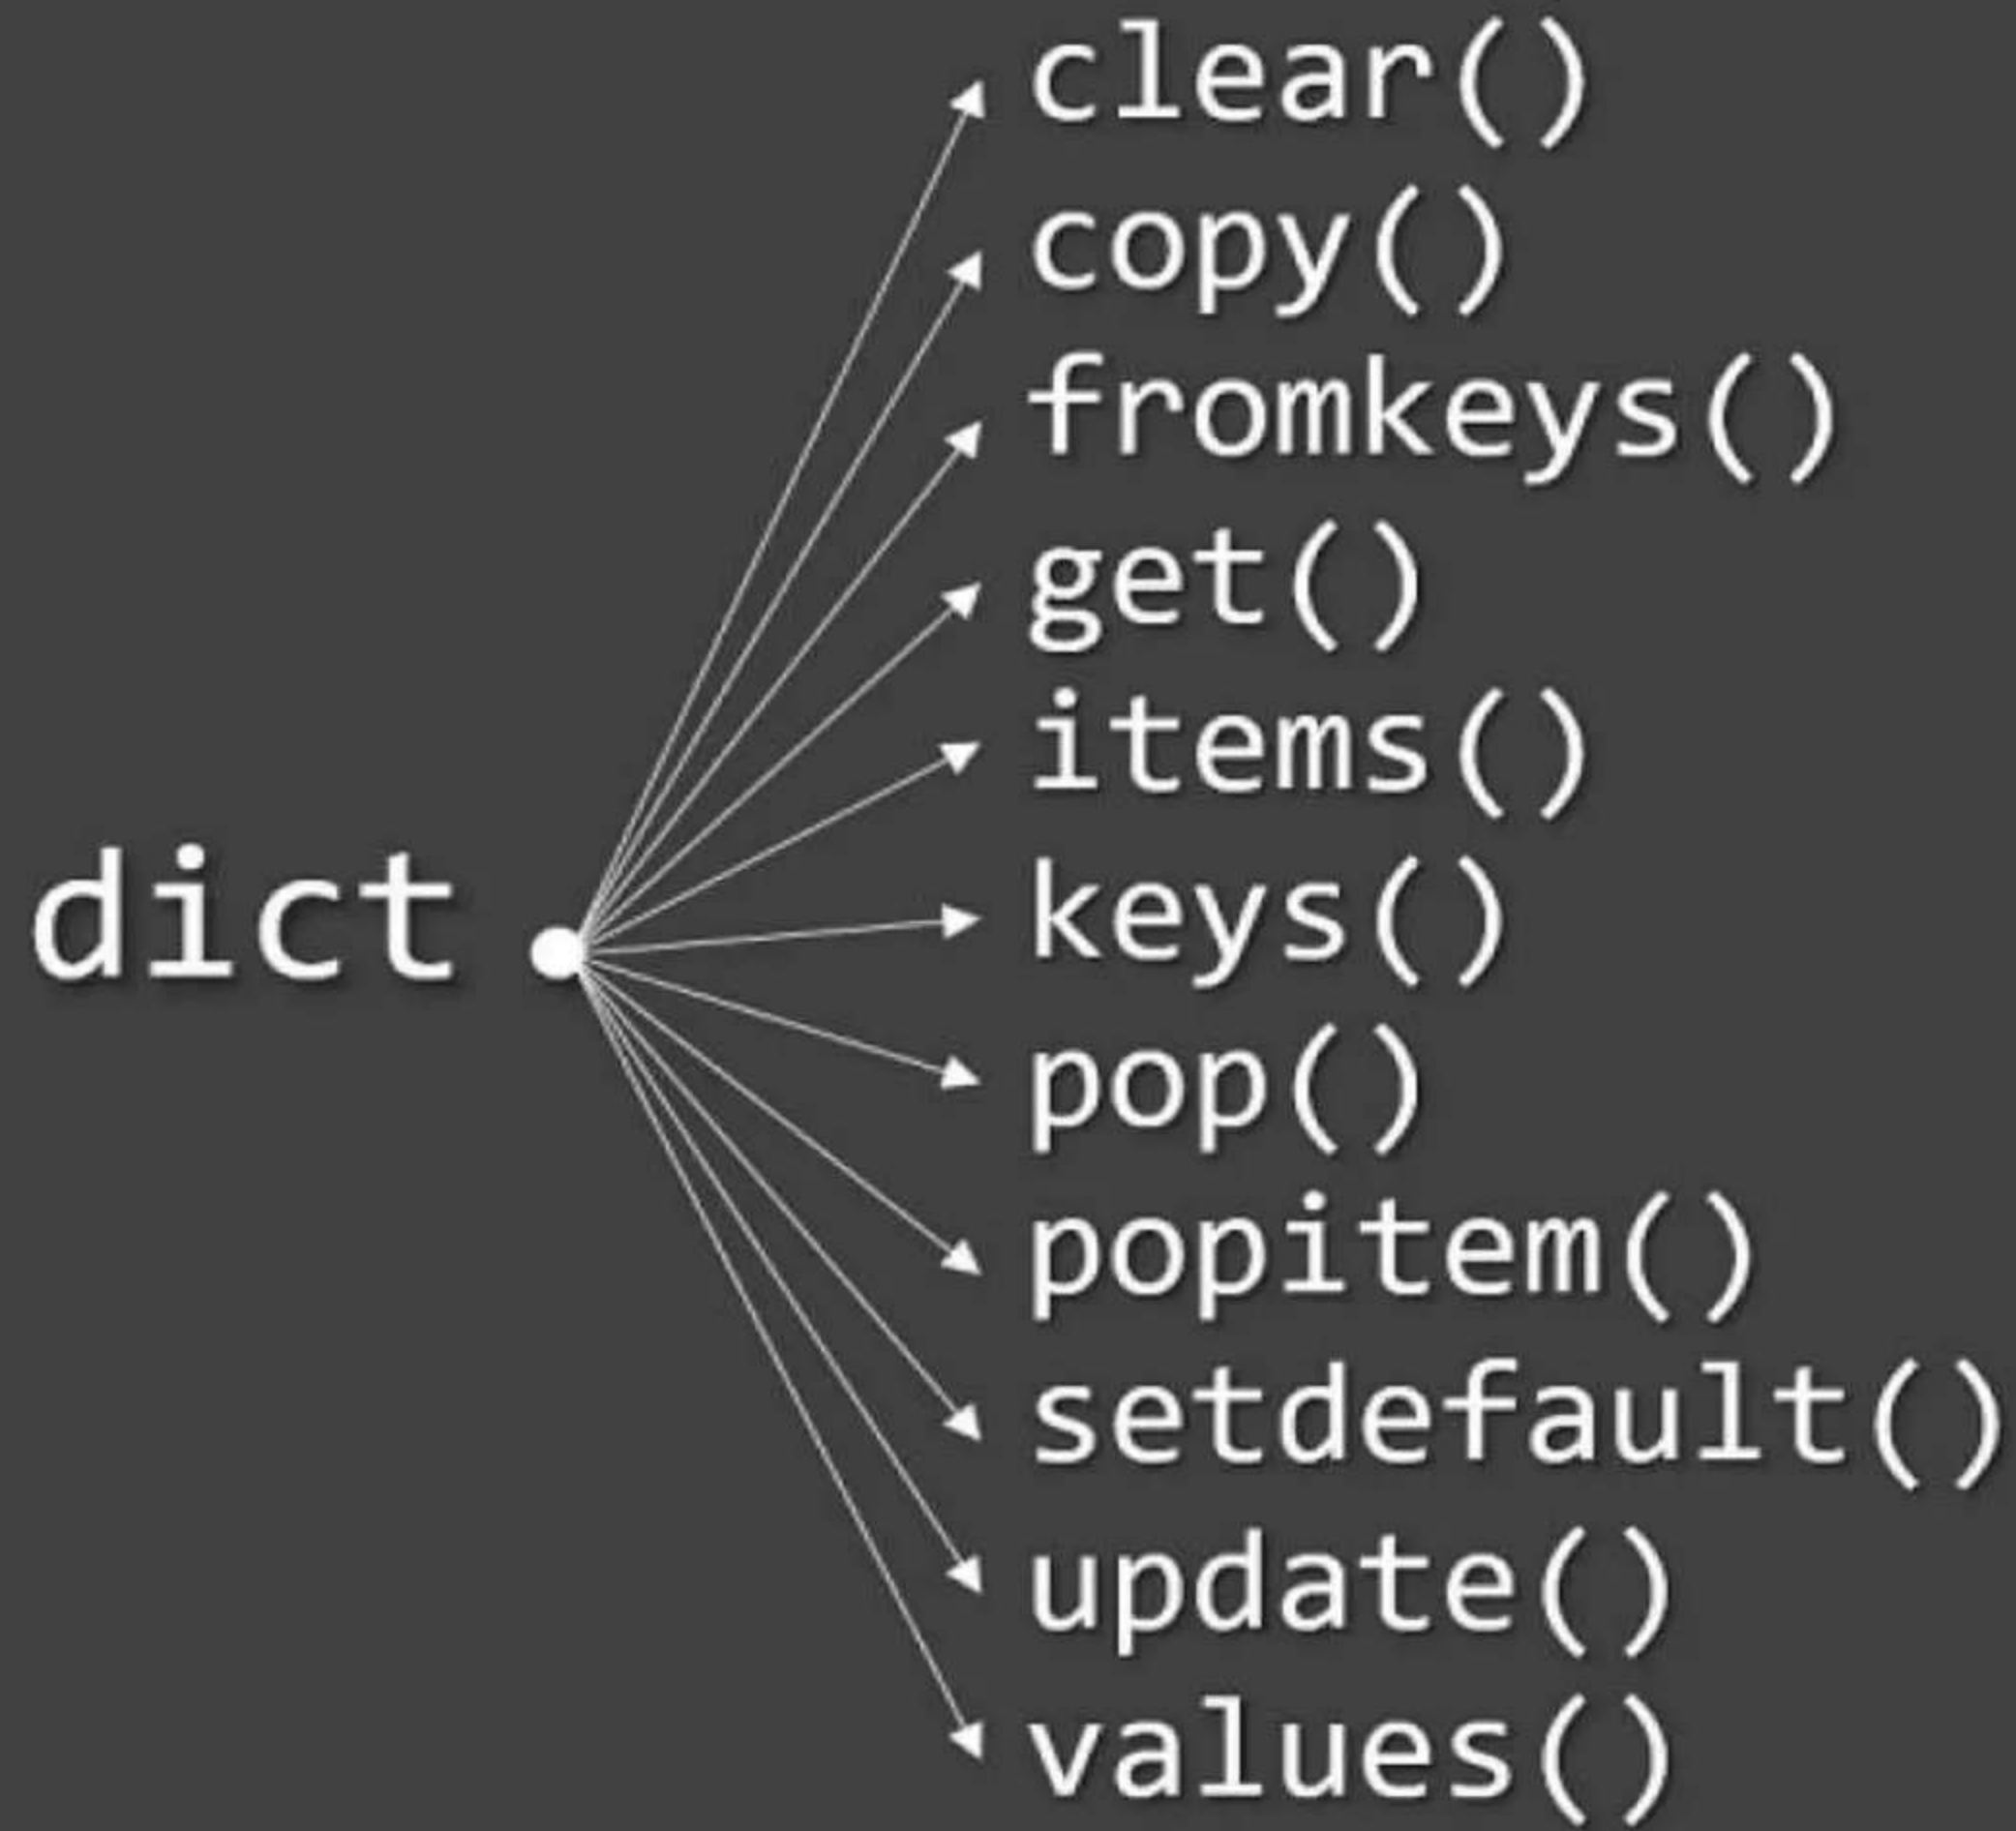 clear()
copy()
fromkeys()
get()
items()
dict
keys()
pop()
popitem()
setdefault()
update()
values()